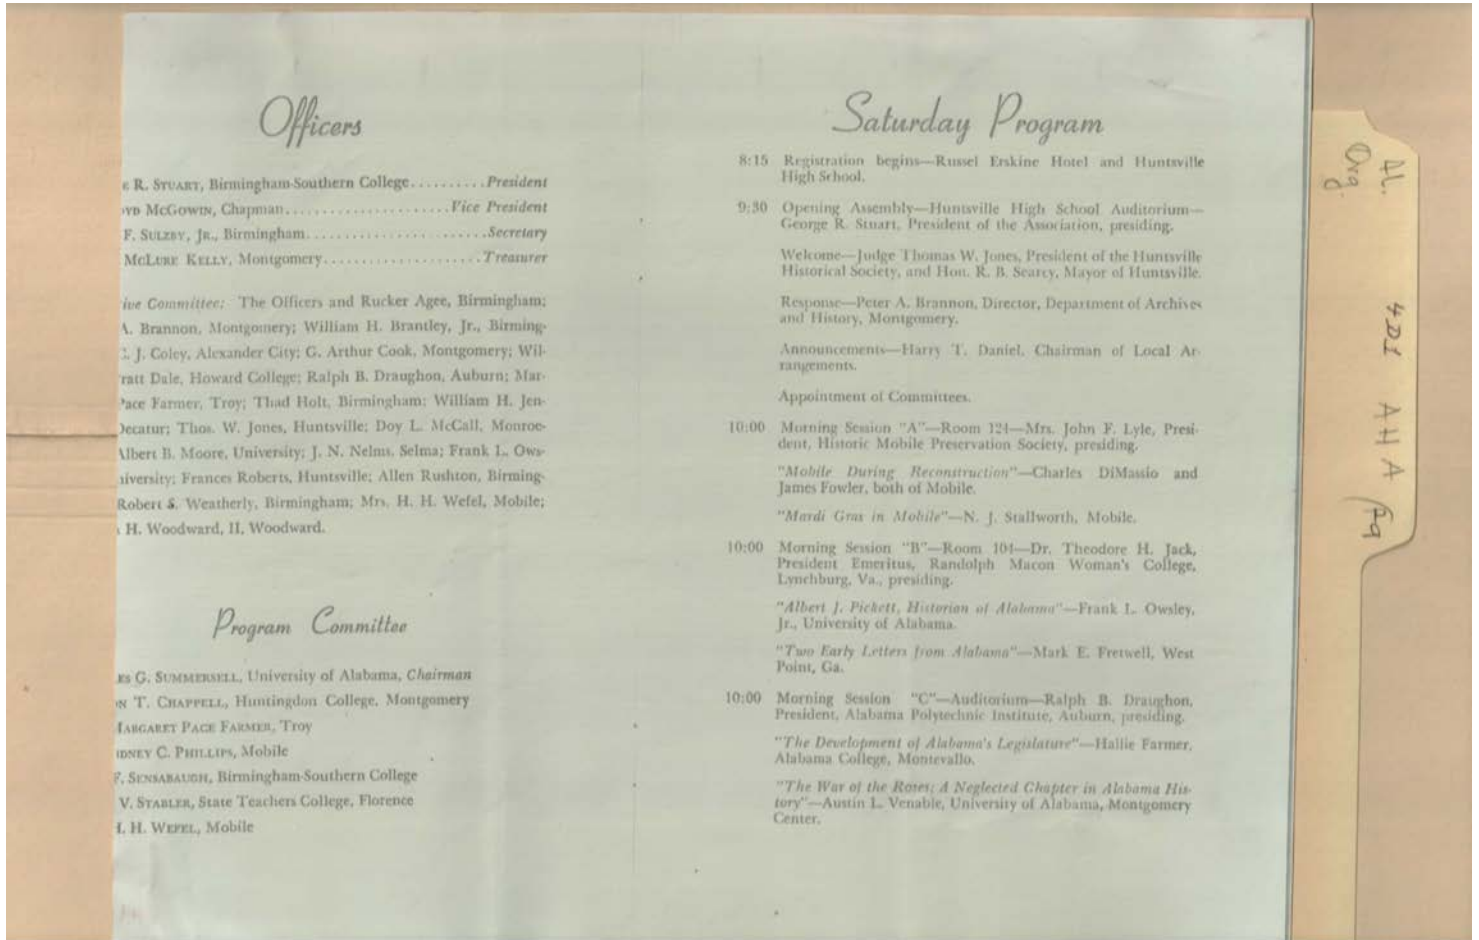 Officers
E R. STUART, Birmingham-Southern College..........President
OYD MCGOWIN, Chapman.....................Vice President
F. SULZBY, JR., Birmingham.......................Secretary
MCLURE KELLY, Montgomery....................Treasurer
ive Committee: The Officers and Rucker Agee, Birmingham;
A. Brannon, Montgomery; William H. Brantley, Jr., Birming-
C. J. Coley, Alexander City; G. Arthur Cook, Montgomery; Wil-
ratt Dale, Howard College; Ralph B. Draughon, Auburn; Mar-
Pace Farmer, Troy; Thad Holt, Birmingham; William H. Jen-
Decatur; Thos. W. Jones, Huntsville; Doy L. McCall, Monroe-
Albert B. Moore, University; J. N. Nelms, Selma; Frank L. Ows-
niversity; Frances Roberts, Huntsville; Allen Rushton, Birming-
Robert S. Weatherly, Birmingham; Mrs. H. H. Wefel, Mobile;
H. Woodward, II, Woodward.
Program Committee
ES G. SUMMERSELL, University of Alabama, Chairman
N T. CHAPPELL, Huntingdon College, Montgomery
MARGARET PACE FARMER, Troy
IDNEY C. PHILLIPS, Mobile
F. SENSABAUGH, Birmingham-Southern College
V. STABLER, State Teachers College, Florence
H. H. WEFEL, Mobile
Saturday Program
8:15 Registration begins—Russel Erskine Hotel and Huntsville
High School.
9:30 Opening Assembly—Huntsville High School Auditorium—
George R. Stuart, President of the Association, presiding.
Welcome—Judge Thomas W. Jones, President of the Huntsville
Historical Society, and Hon. R. B. Searcy, Mayor of Huntsville.
Response—Peter A. Brannon, Director, Department of Archives
and History, Montgomery.
Announcements—Harry T. Daniel, Chairman of Local Ar-
rangements.
Appointment of Committees.
10:00 Morning Session "A"—Room 124—Mrs. John F. Lyle, Presi-
dent, Historic Mobile Preservation Society, presiding.
"Mobile During Reconstruction"—Charles DiMassio and
James Fowler, both of Mobile.
"Mardi Gras in Mobile"—N. J. Stallworth, Mobile.
10:00 Morning Session "B"—Room 104—Dr. Theodore H. Jack,
President Emeritus, Randolph Macon Woman's College,
Lynchburg, Va., presiding.
"Albert J. Pickett, Historian of Alabama"—Frank L. Owsley,
Jr., University of Alabama.
"Two Early Letters from Alabama"—Mark E. Fretwell, West
Point, Ga.
10:00 Morning Session "C"—Auditorium—Ralph B. Draughon,
President, Alabama Polytechnic Institute, Auburn, presiding.
"The Development of Alabama's Legislature"—Hallie Farmer,
Alabama College, Montevallo.
"The War of the Roses: A Neglected Chapter in Alabama His-
tory"—Austin L. Venable, University of Alabama, Montgomery
Center.
Al.
Org.
4D1 AHA pg